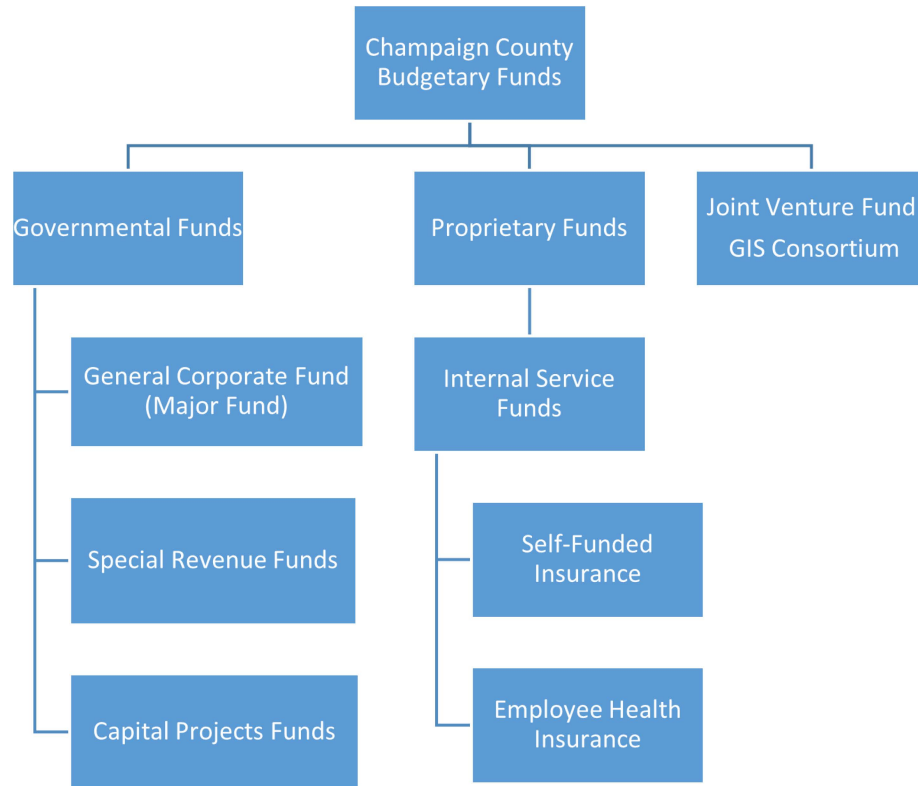 Champaign County
Budgetary Funds
Governmental Funds
Proprietary Funds
Joint Venture Fund
GIS Consortium
General Corporate Fund
(Major Fund)
Internal Service
Funds
Special Revenue Funds
Self-Funded
Insurance
Capital Projects Funds
Employee Health
Insurance